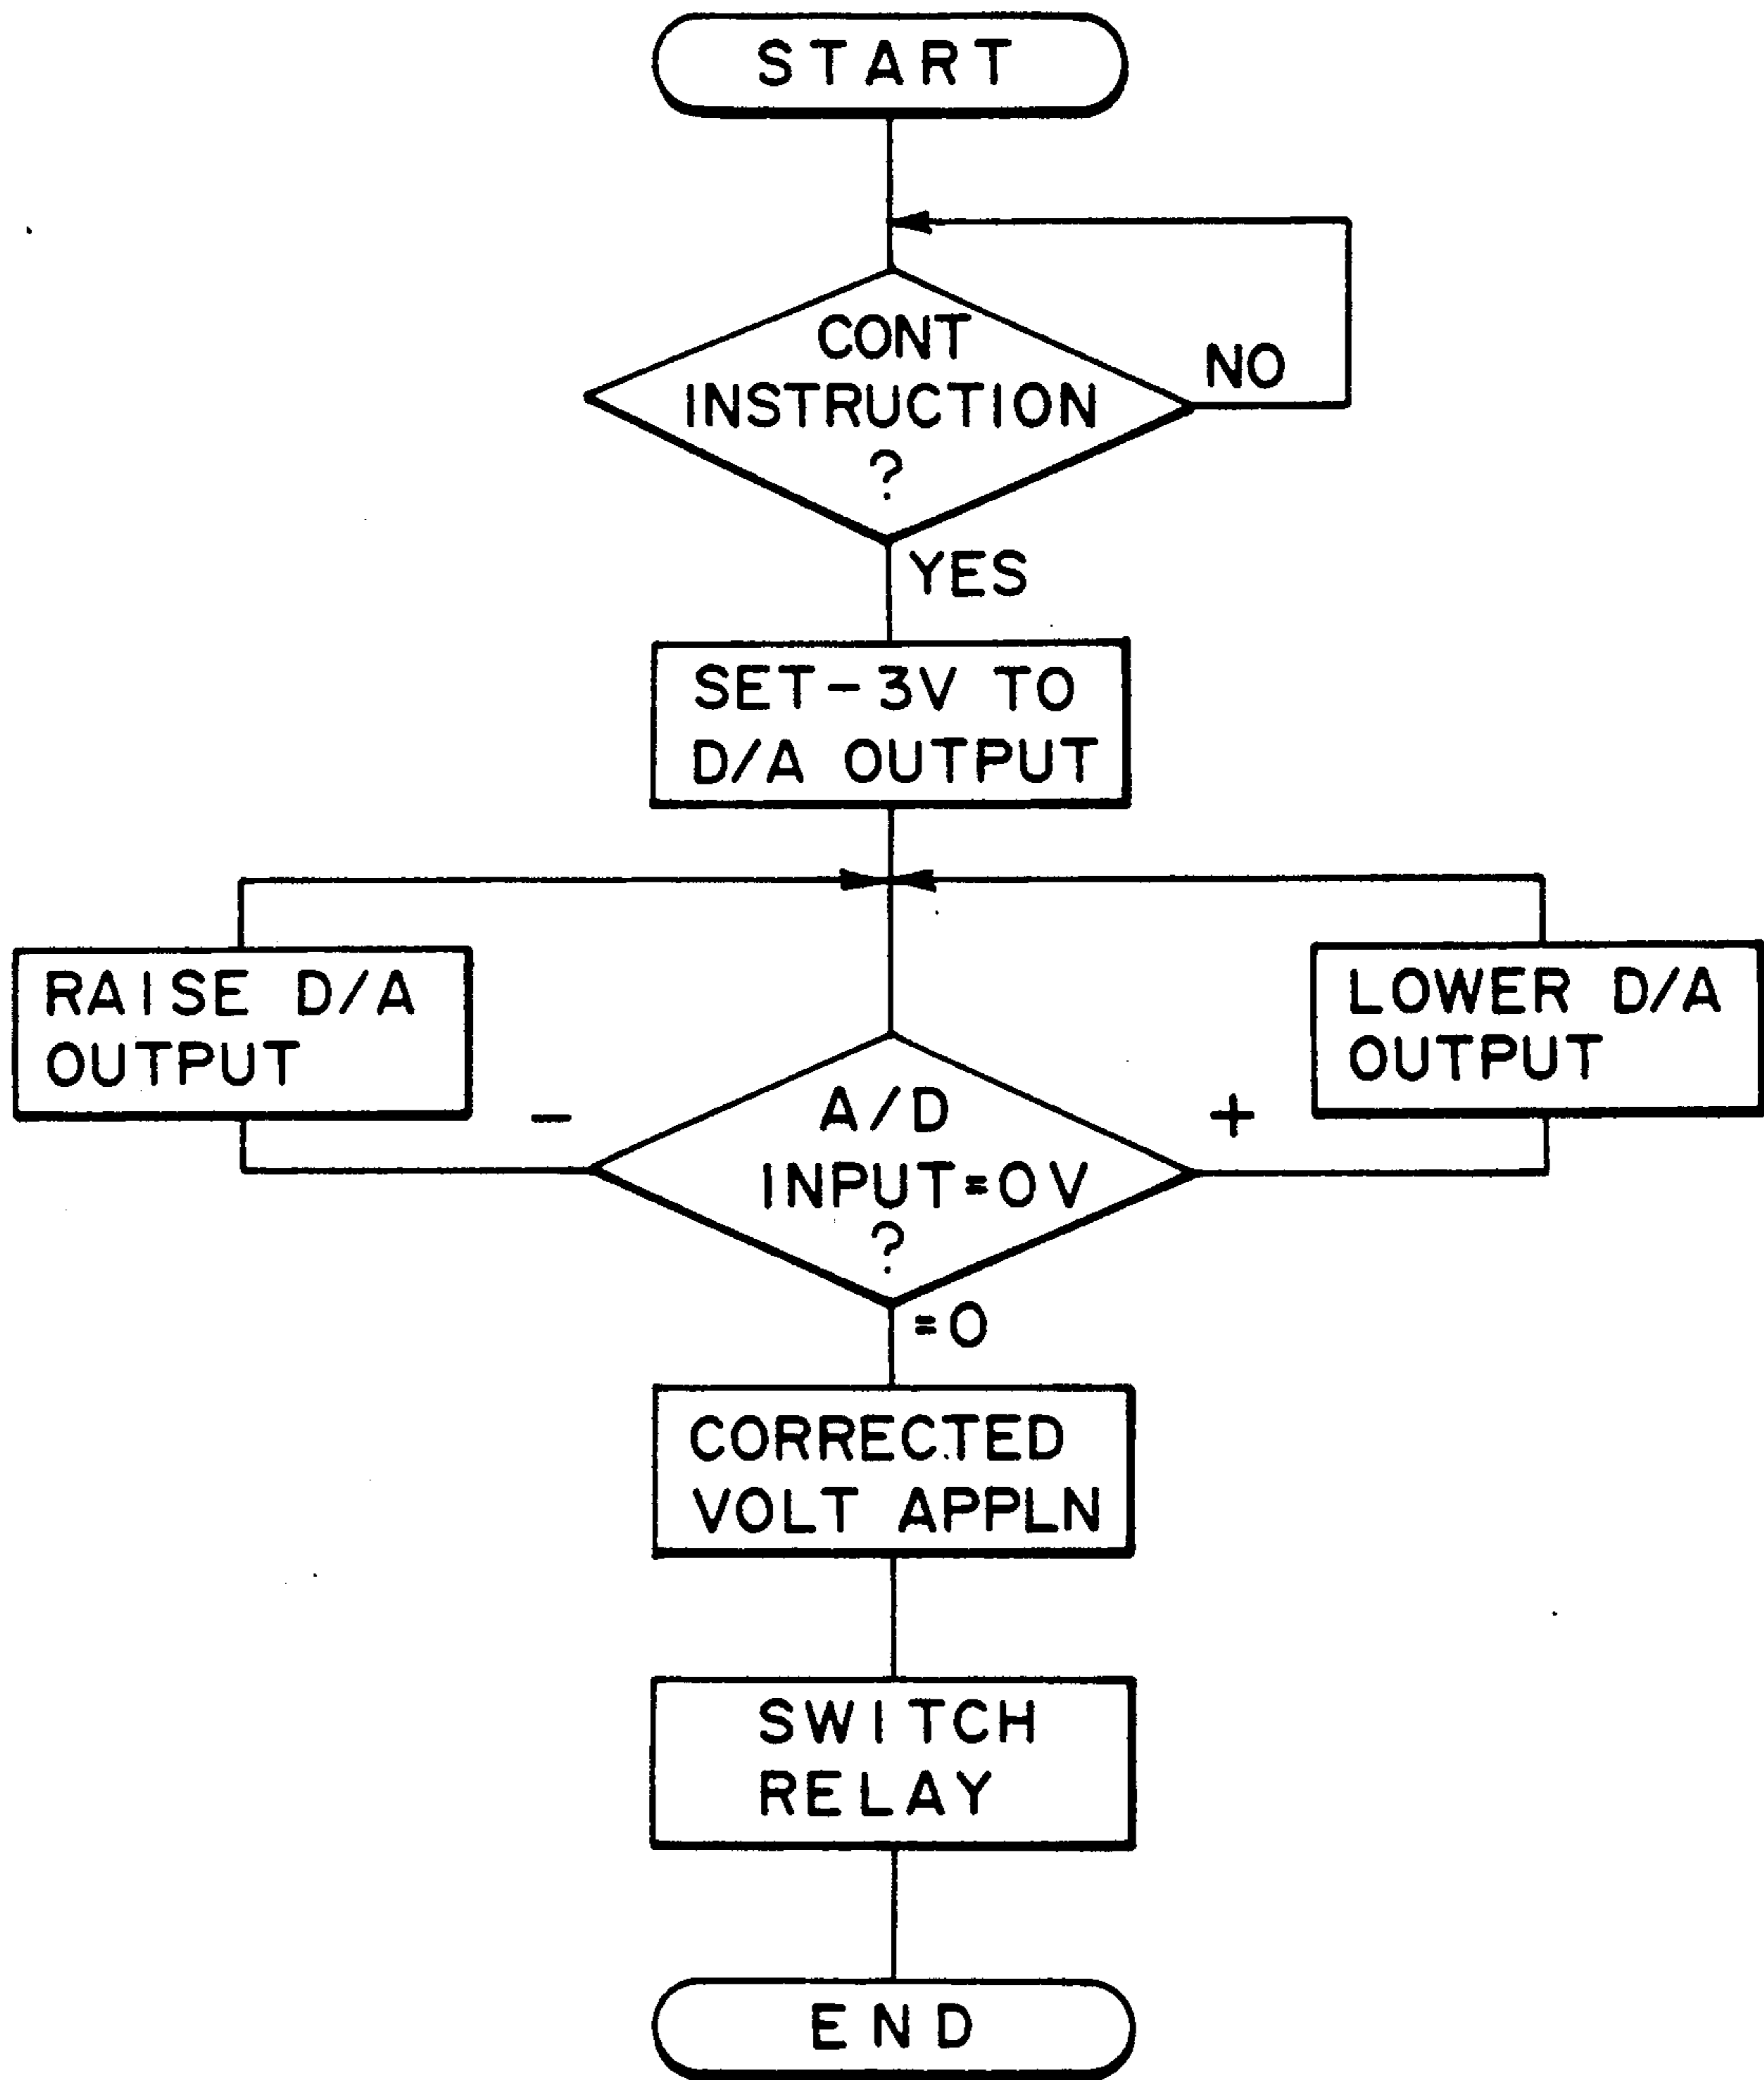 START
CONT
INSTRUCTION
?
NO
YES
SET-3V TO
D/A OUTPUT
RAISE D/A
OUTPUT
LOWER D/A
OUTPUT
-
+
A/D
INPUT=0V
?
=0
CORRECTED
VOLT APPLN
SWITCH
RELAY
END